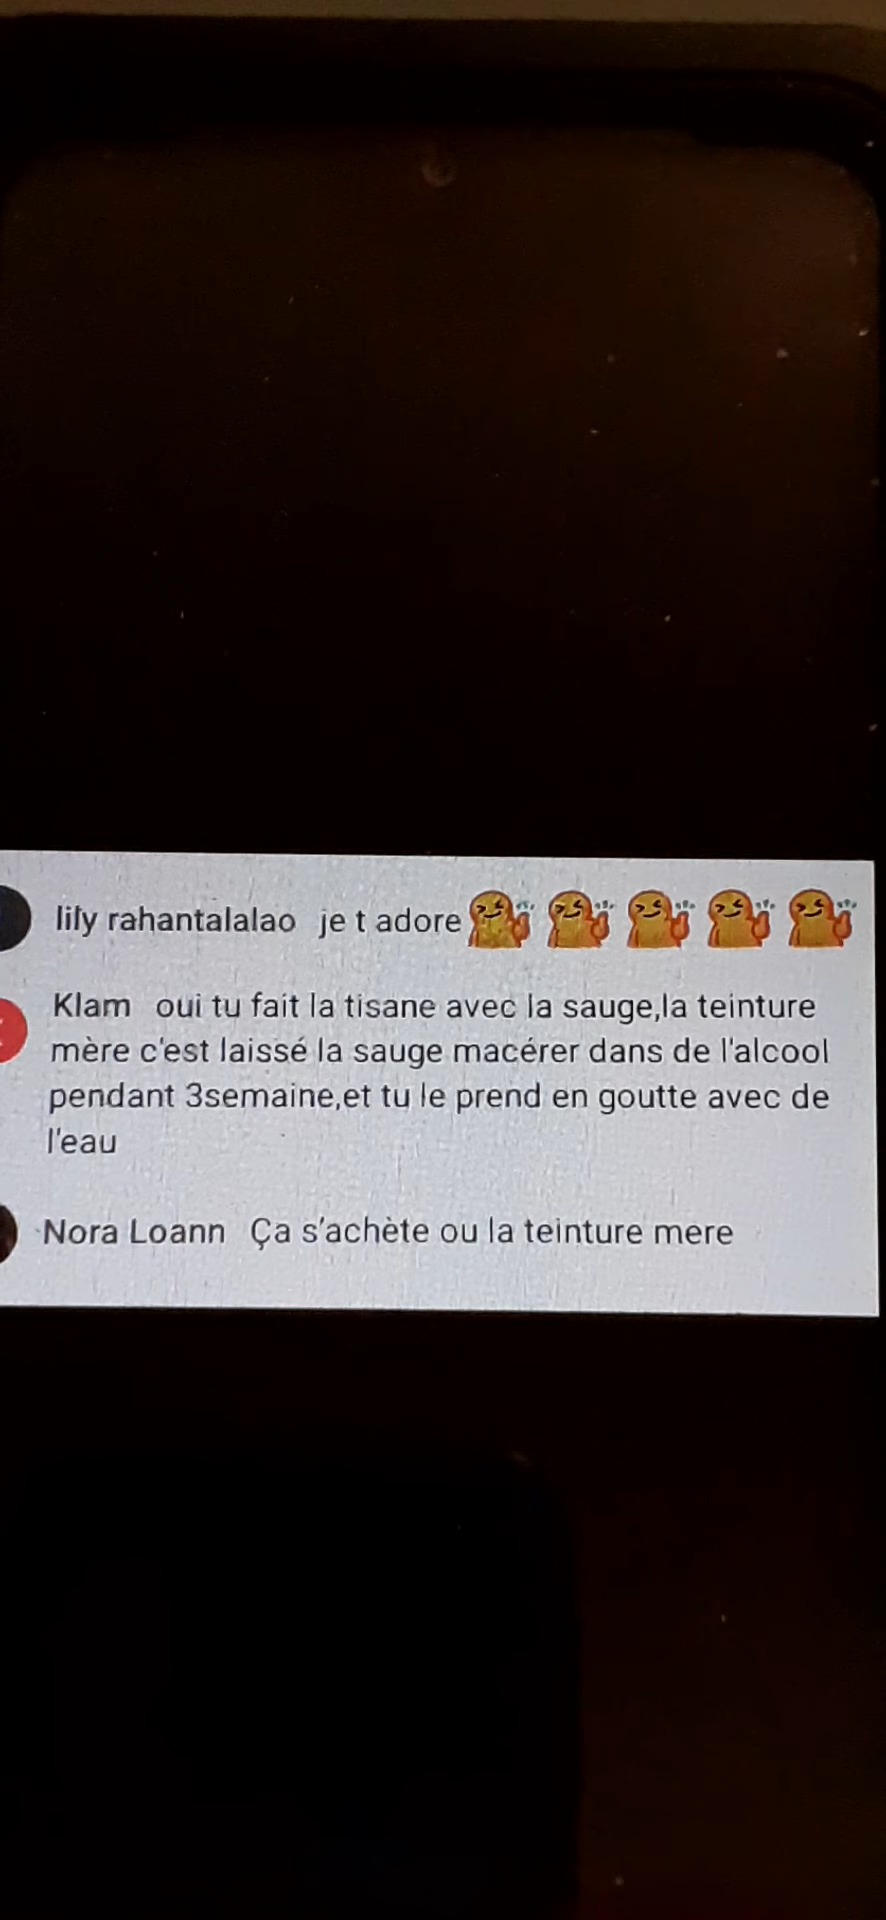 lily rahantalalao je t adore
Klam oui tu fait la tisane avec la sauge,la teinture
mère c'est laissé la sauge macérer dans de l'alcool
pendant 3semaine,et tu le prend en goutte avec de
l'eau
Nora Loann Ça s'achète ou la teinture mere